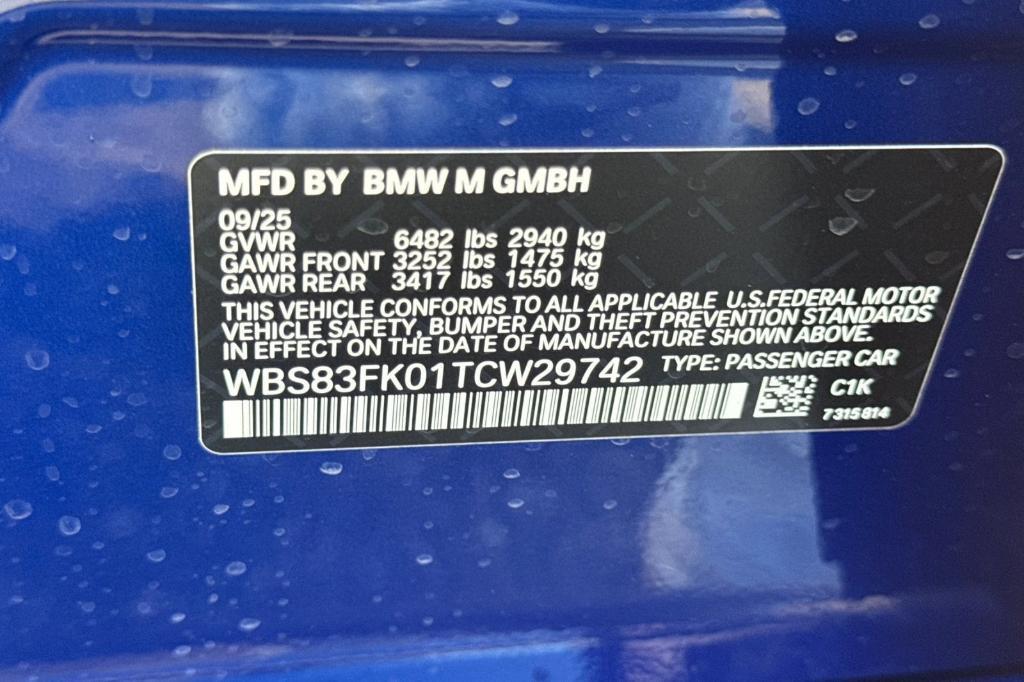 MFD BY BMW M GMBH
09/25
GVWR 6482 lbs 2940 kg
GAWR FRONT 3252 lbs 1475 kg
GAWR REAR 3417 lbs 1550 kg
THIS VEHICLE CONFORMS TO ALL APPLICABLE U.S.FEDERAL MOTOR
VEHICLE SAFETY, BUMPER AND THEFT PREVENTION STANDARDS
IN EFFECT ON THE DATE OF MANUFACTURE SHOWN ABOVE.
WBS83FK01TCW29742 TYPE: PASSENGER CAR
C1K
7315814